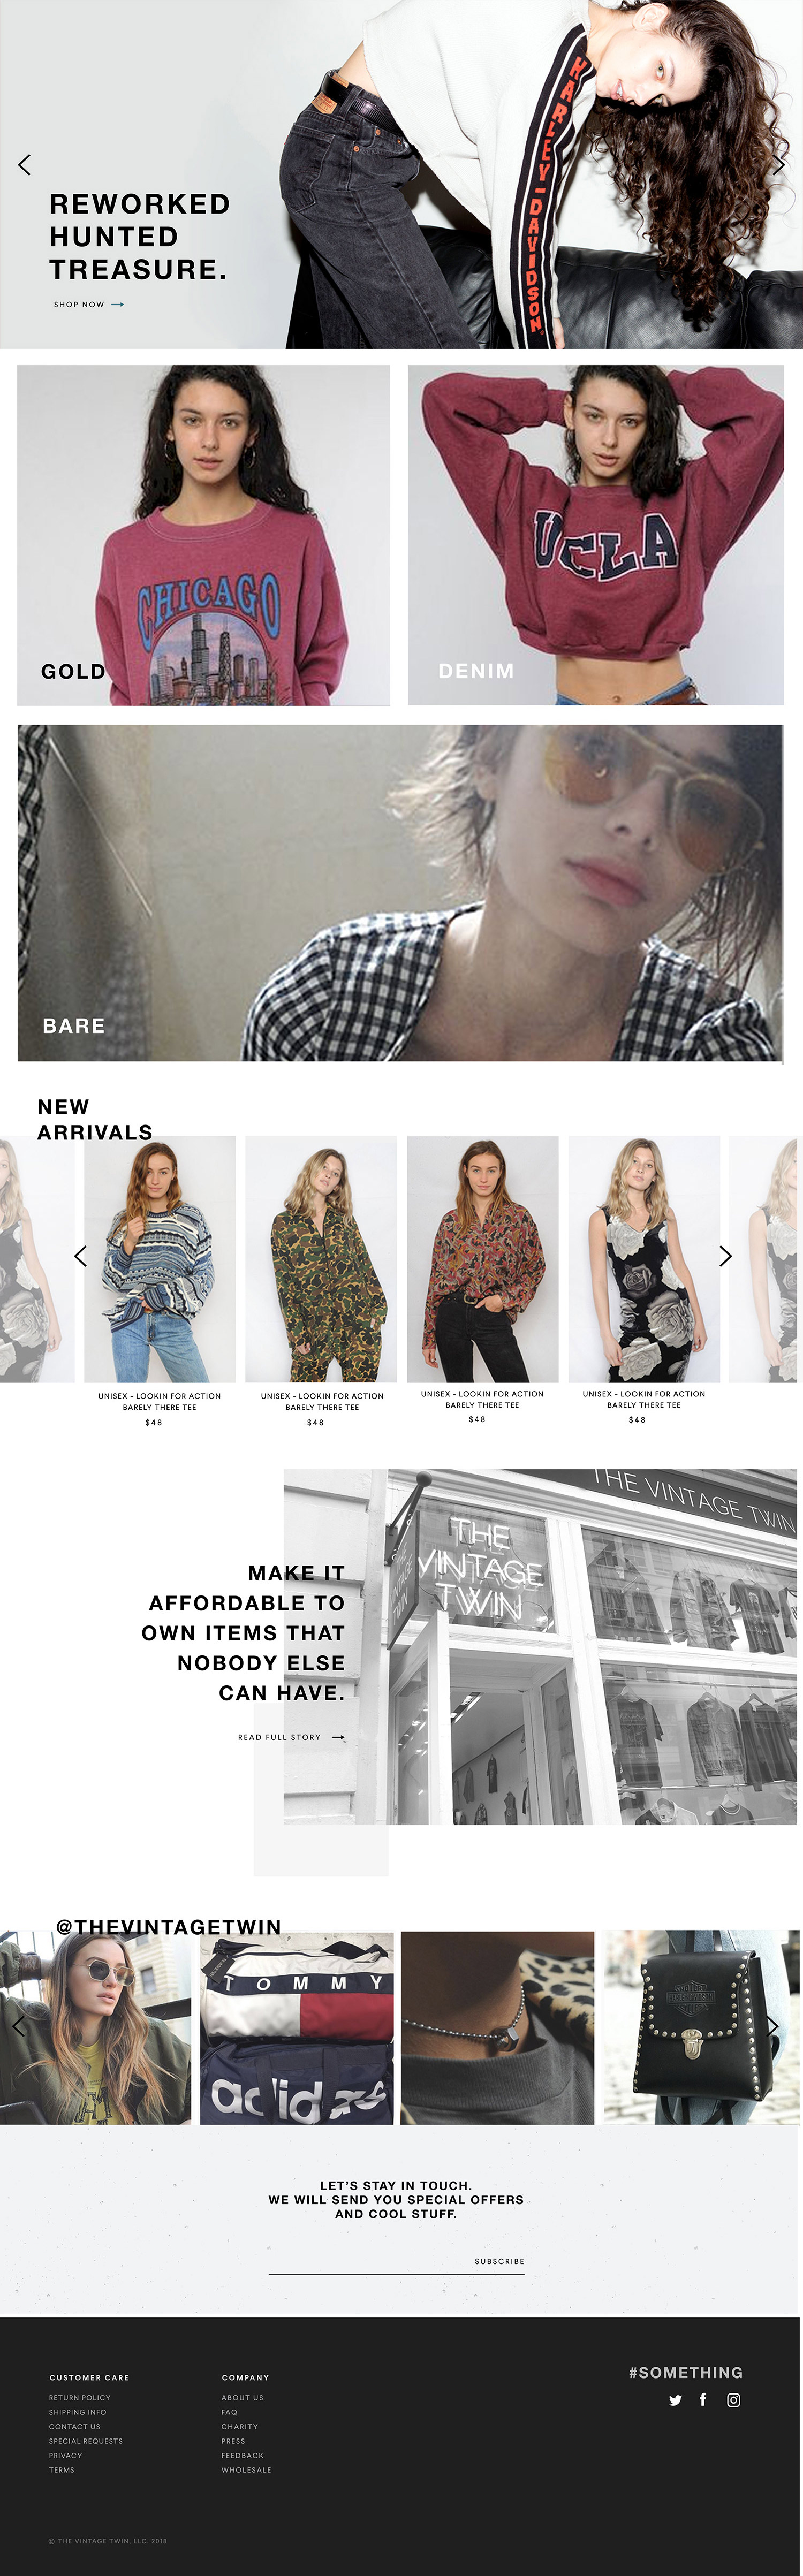 HARLEY-DAVIDSON
REWORKED
HUNTED
TREASURE.
SHOP NOW
CHICAGO
GOLD
UCLA
DENIM
BARE
NEW
ARRIVALS
UNISEX - LOOKIN FOR ACTION
BARELY THERE TEE
$48
UNISEX - LOOKIN FOR ACTION
BARELY THERE TEE
$48
UNISEX - LOOKIN FOR ACTION
BARELY THERE TEE
$48
UNISEX - LOOKIN FOR ACTION
BARELY THERE TEE
$48
THE VINTAGE TWIN
THE
VINTAGE
TWIN
THE
VINTAGE
TWIN
MAKE IT
AFFORDABLE TO
OWN ITEMS THAT
NOBODY ELSE
CAN HAVE.
READ FULL STORY
@THEVINTAGETWIN
TOMMY
adidas
HARLEY-DAVIDSON
LET'S STAY IN TOUCH.
WE WILL SEND YOU SPECIAL OFFERS
AND COOL STUFF.
SUBSCRIBE
CUSTOMER CARE
RETURN POLICY
SHIPPING INFO
CONTACT US
SPECIAL REQUESTS
PRIVACY
TERMS
COMPANY
ABOUT US
FAQ
CHARITY
PRESS
FEEDBACK
WHOLESALE
#SOMETHING
© THE VINTAGE TWIN, LLC. 2018